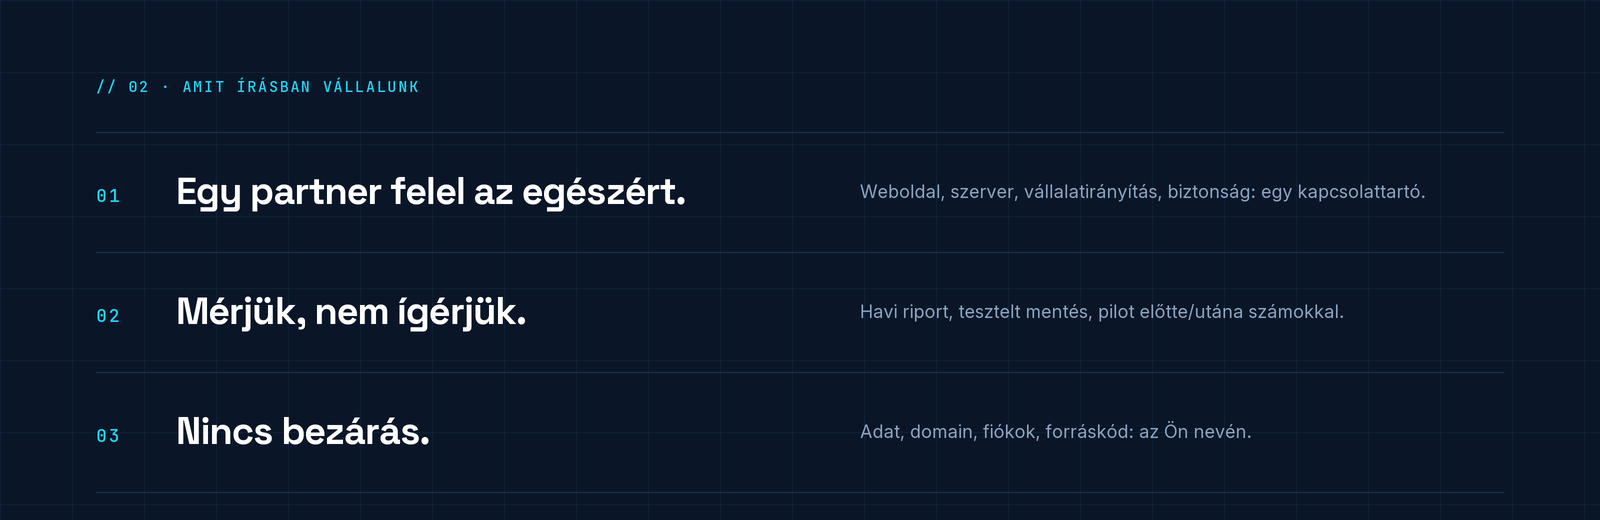 // 02 · AMIT ÍRÁSBAN VÁLLALUNK
01 Egy partner felel az egészért. Weboldal, szerver, vállalatirányítás, biztonság: egy kapcsolattartó.
02 Mérjük, nem ígérjük. Havi riport, tesztelt mentés, pilot előtte/utána számokkal.
03 Nincs bezárás. Adat, domain, fiókok, forráskód: az Ön nevén.